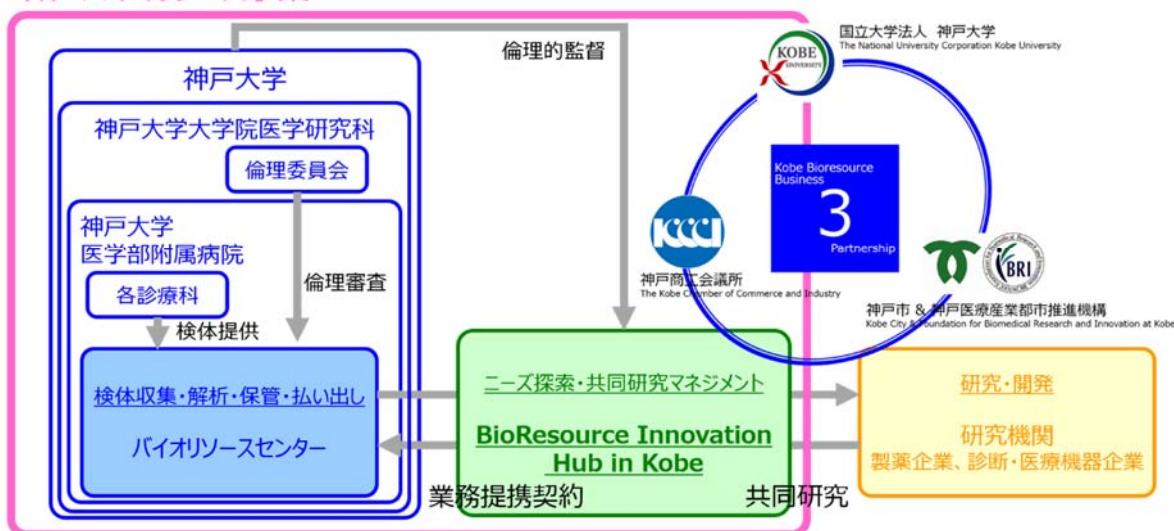 国立大学法人 神戸大学
The National University Corporation Kobe University
KOBE
UNIVERSITY
倫理的監督
神戸大学
神戸大学大学院医学研究科
倫理委員会
神戸大学
医学部附属病院
各診療科
倫理審査
検体提供
検体収集・解析・保管・払い出し
バイオリソースセンター
Kobe Bioresource
Business
3
Partnership
KCCI
神戸商工会議所
The Kobe Chamber of Commerce and Industry
BRI
神戸市 & 神戸医療産業都市推進機構
Kobe City & Foundation for Biomedical Research and Innovation at Kobe
ニーズ探索・共同研究マネジメント
BioResource Innovation
Hub in Kobe
研究・開発
研究機関
製薬企業、診断・医療機器企業
業務提携契約
共同研究